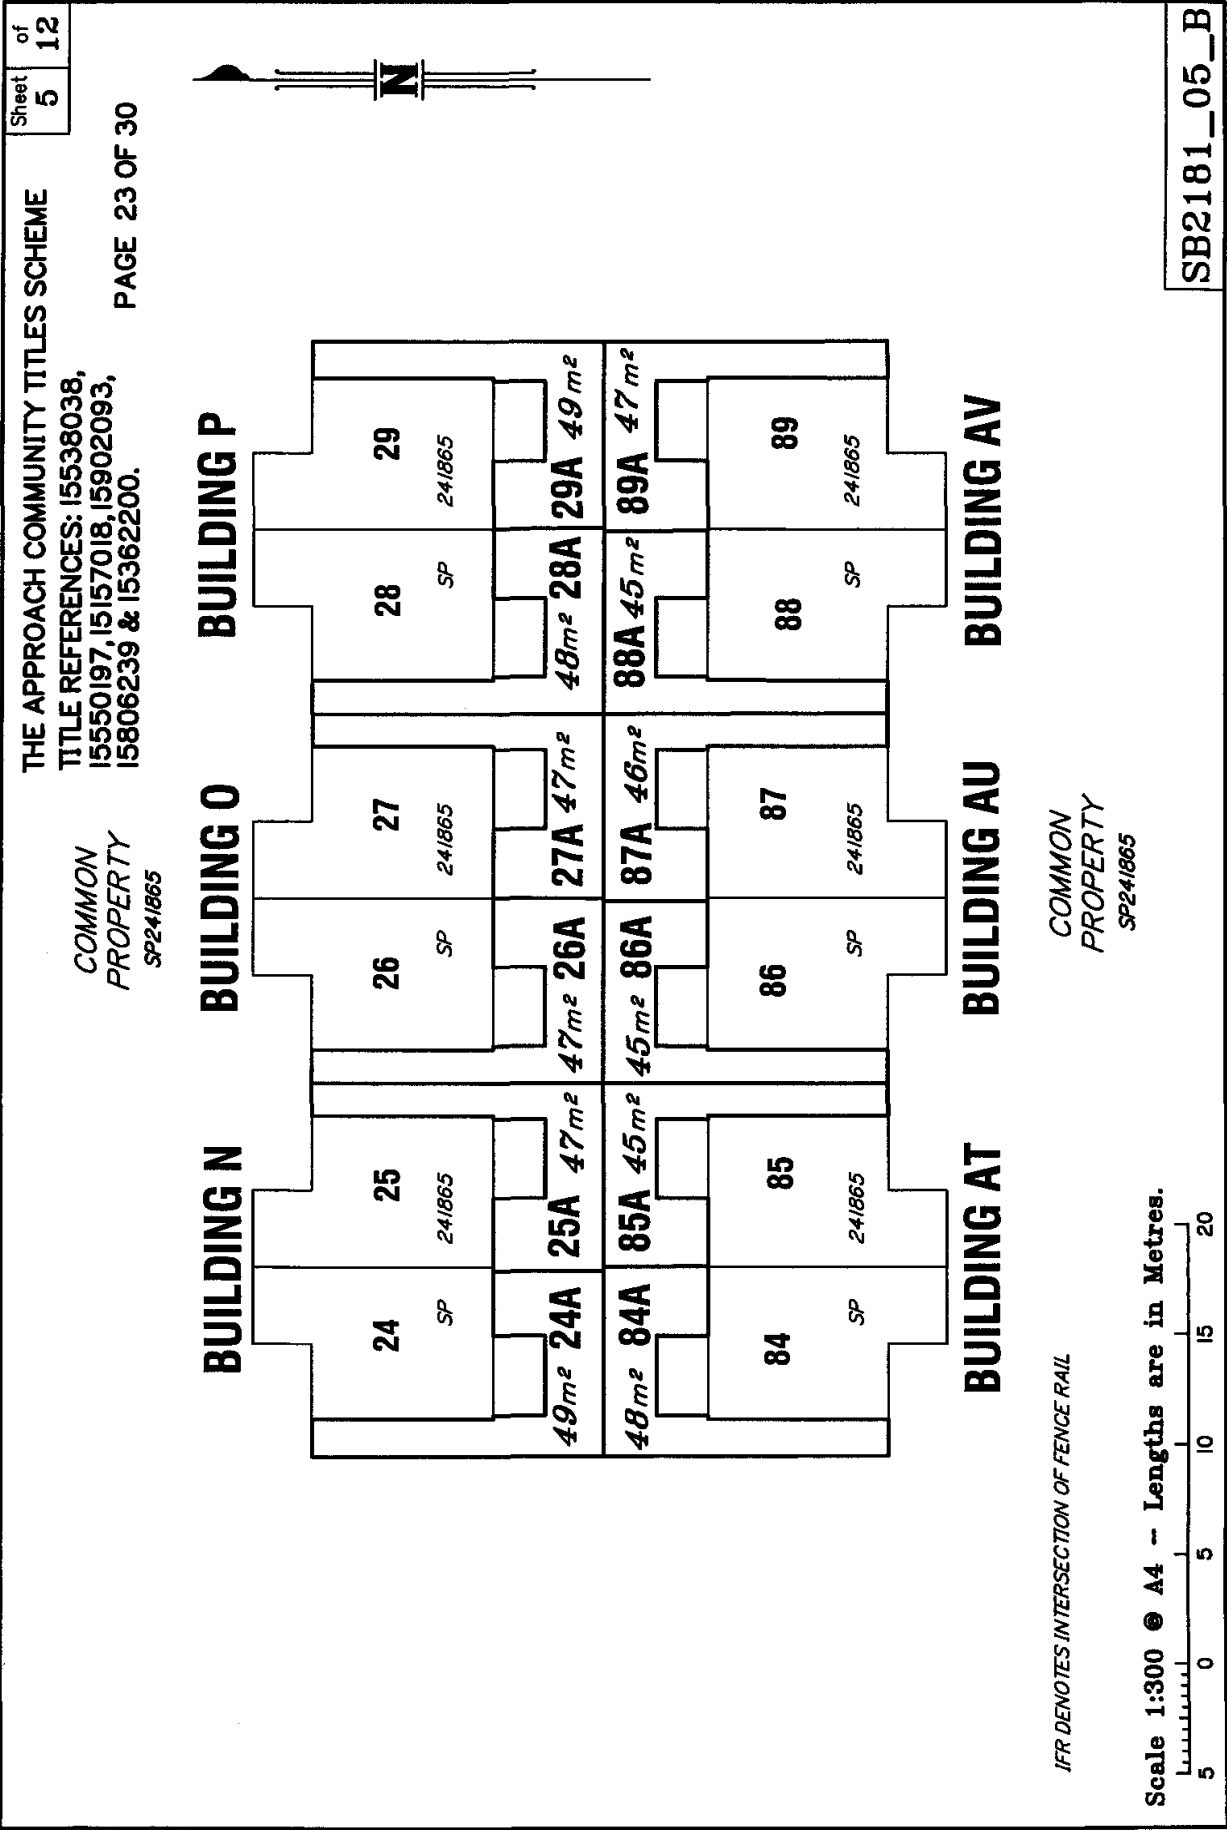 Sheet of
5 12
THE APPROACH COMMUNITY TITLES SCHEME
TITLE REFERENCES: 15538038,
15550197, 15157018, 15902093,
15806239 & 15362200.
PAGE 23 OF 30
COMMON
PROPERTY
SP241865
N
BUILDING N
BUILDING O
BUILDING P
24
25
26
27
28
29
SP 241865
SP 241865
SP 241865
49m² 24A
25A 47m²
47m² 26A
27A 47m²
48m² 28A
29A 49m²
48m² 84A
85A 45m²
45m² 86A
87A 46m²
88A 45m²
89A 47m²
84
85
86
87
88
89
SP 241865
SP 241865
SP 241865
BUILDING AT
BUILDING AU
BUILDING AV
COMMON
PROPERTY
SP241865
IFR DENOTES INTERSECTION OF FENCE RAIL
Scale 1:300 @ A4 - Lengths are in Metres.
5 0 5 10 15 20
SB2181_05_B